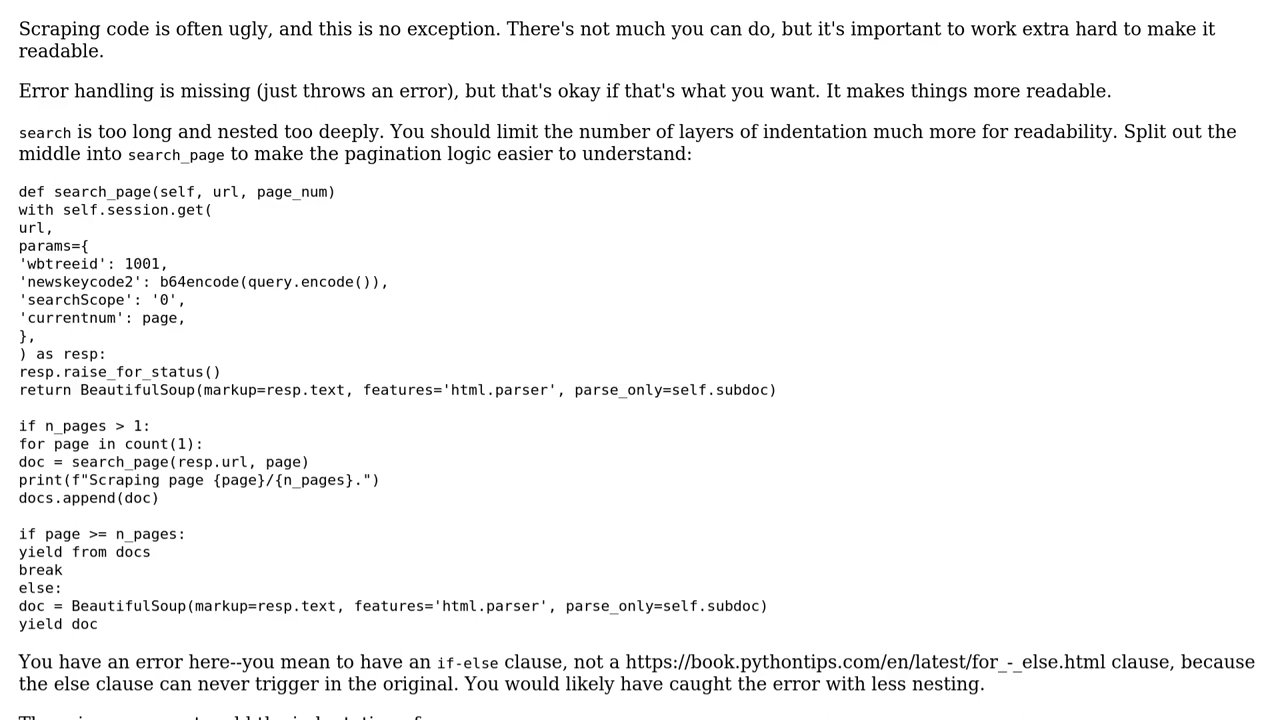 Scraping code is often ugly, and this is no exception. There's not much you can do, but it's important to work extra hard to make it
readable.
Error handling is missing (just throws an error), but that's okay if that's what you want. It makes things more readable.
search is too long and nested too deeply. You should limit the number of layers of indentation much more for readability. Split out the
middle into search_page to make the pagination logic easier to understand:
def search_page(self, url, page_num)
with self.session.get(
url,
params={
'wbtreeid': 1001,
'newskeycode2': b64encode(query.encode()),
'searchScope': '0',
'currentnum': page,
},
) as resp:
resp.raise_for_status()
return BeautifulSoup(markup=resp.text, features='html.parser', parse_only=self.subdoc)
if n_pages > 1:
for page in count(1):
doc = search_page(resp.url, page)
print(f"Scraping page {page}/{n_pages}.")
docs.append(doc)
if page >= n_pages:
yield from docs
break
else:
doc = BeautifulSoup(markup=resp.text, features='html.parser', parse_only=self.subdoc)
yield doc
You have an error here--you mean to have an if-else clause, not a https://book.pythontips.com/en/latest/for_-_else.html clause, because
the else clause can never trigger in the original. You would likely have caught the error with less nesting.